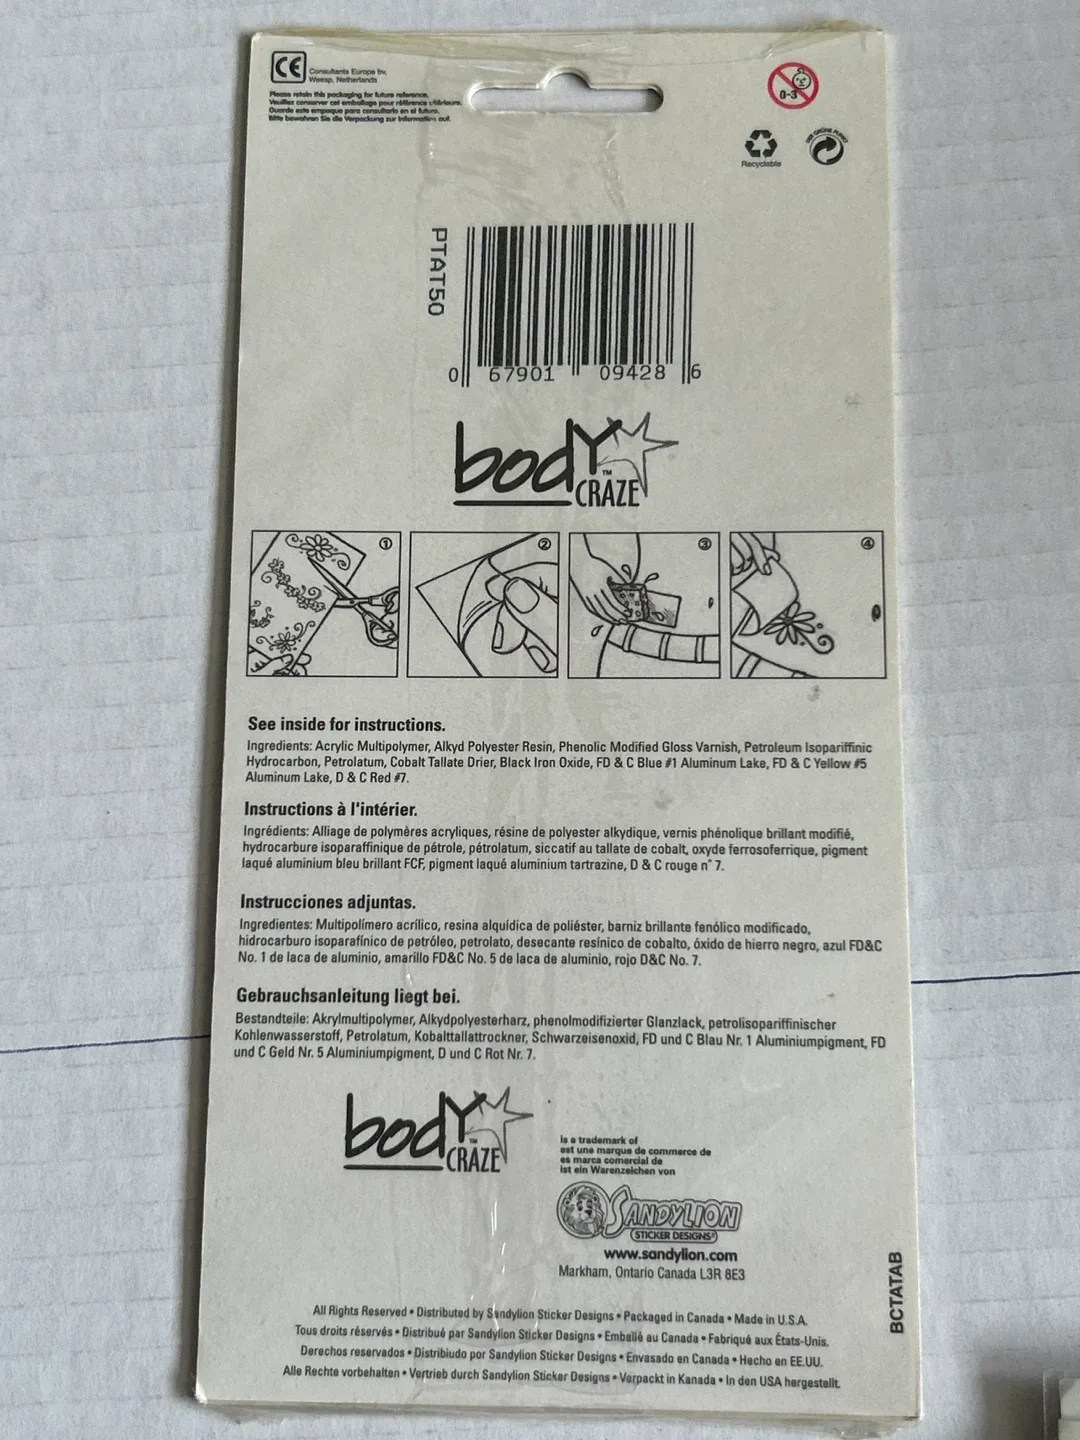 CE
Consultants Europe bv,
Weesp, Netherlands
Please retain this packaging for future reference.
Veuillez conserver cet emballage pour référence ultérieure.
Guarde este empaque para consultarlo en el futuro.
Bitte bewahren Sie die Verpackung zur Information auf.
0-3
Recyclable
DER GRÜNE PUNKT
PTAT50
0 67901 09428 6
body™
CRAZE
1
2
3
4
See inside for instructions.
Ingredients: Acrylic Multipolymer, Alkyd Polyester Resin, Phenolic Modified Gloss Varnish, Petroleum Isopariffinic
Hydrocarbon, Petrolatum, Cobalt Tallate Drier, Black Iron Oxide, FD & C Blue #1 Aluminum Lake, FD & C Yellow #5
Aluminum Lake, D & C Red #7.
Instructions à l'intérier.
Ingrédients: Alliage de polymères acryliques, résine de polyester alkydique, vernis phénolique brillant modifié,
hydrocarbure isoparaffinique de pétrole, pétrolatum, siccatif au tallate de cobalt, oxyde ferrosoferrique, pigment
laqué aluminium bleu brillant FCF, pigment laqué aluminium tartrazine, D & C rouge n° 7.
Instrucciones adjuntas.
Ingredientes: Multipolímero acrílico, resina alquídica de poliéster, barniz brillante fenólico modificado,
hidrocarburo isoparafínico de petróleo, petrolato, desecante resínico de cobalto, óxido de hierro negro, azul FD&C
No. 1 de laca de aluminio, amarillo FD&C No. 5 de laca de aluminio, rojo D&C No. 7.
Gebrauchsanleitung liegt bei.
Bestandteile: Akrylmultipolymer, Alkydpolyesterharz, phenolmodifizierter Glanzlack, petrolisopariffinischer
Kohlenwasserstoff, Petrolatum, Kobalttallattrockner, Schwarzeisenoxid, FD und C Blau Nr. 1 Aluminiumpigment, FD
und C Geld Nr. 5 Aluminiumpigment, D und C Rot Nr. 7.
body™
CRAZE
is a trademark of
est une marque de commerce de
es marca comercial de
ist ein Warenzeichen von
SANDYLION
STICKER DESIGNS®
www.sandylion.com
Markham, Ontario Canada L3R 8E3
BCTATAB
All Rights Reserved • Distributed by Sandylion Sticker Designs • Packaged in Canada • Made in U.S.A.
Tous droits réservés • Distribué par Sandylion Sticker Designs • Emballé au Canada • Fabriqué aux États-Unis.
Derechos reservados • Distribiudo por Sandylion Sticker Designs • Envasado en Canada • Hecho en EE.UU.
Alle Rechte vorbehalten • Vertrieb durch Sandylion Sticker Designs • Verpackt in Kanada • In den USA hergestellt.